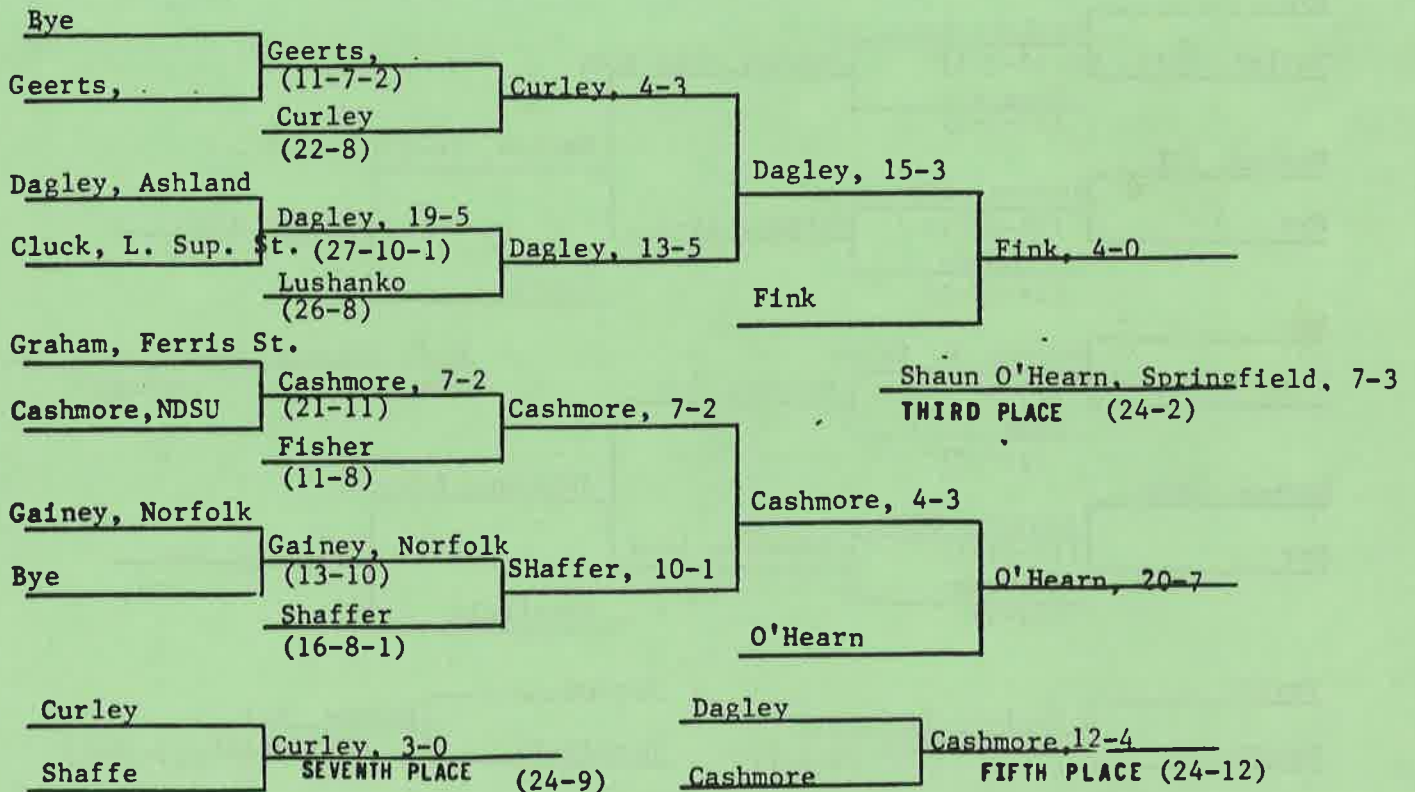 Bye
Geerts,
Geerts,
(11-7-2)
Curley
(22-8)
Curley, 4-3
Dagley, Ashland
Cluck, L. Sup. St.
Dagley, 19-5
(27-10-1)
Lushanko
(26-8)
Dagley, 13-5
Dagley, 15-3
Fink
Fink, 4-0
Graham, Ferris St.
Cashmore,NDSU
Cashmore, 7-2
(21-11)
Fisher
(11-8)
Cashmore, 7-2
Shaun O'Hearn, Springfield, 7-3
THIRD PLACE (24-2)
Gainey, Norfolk
Bye
Gainey, Norfolk
(13-10)
Shaffer
(16-8-1)
SHaffer, 10-1
Cashmore, 4-3
O'Hearn
O'Hearn, 20-7
Curley
Shaffe
Curley, 3-0
SEVENTH PLACE (24-9)
Dagley
Cashmore
Cashmore,12-4
FIFTH PLACE (24-12)